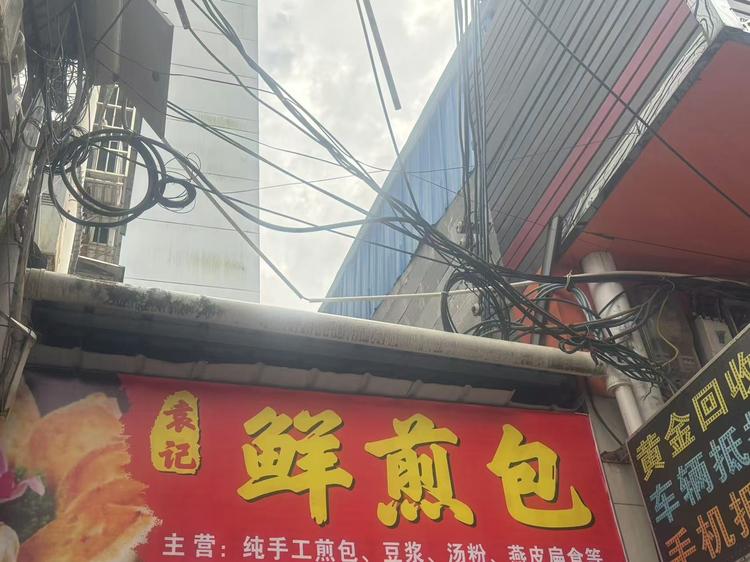 袁记
鲜煎包
主营：纯手工煎包、豆浆、汤粉、燕皮扁食等
黄金回收
车辆抵
手机